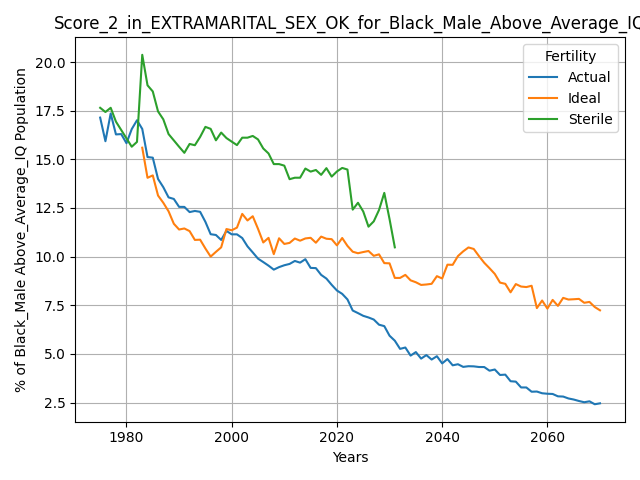 Score_2_in_EXTRAMARITAL_SEX_OK_for_Black_Male_Above_Average_IQ
% of Black_Male Above_Average_IQ Population
20.0
17.5
15.0
12.5
10.0
7.5
5.0
2.5
Fertility
Actual
Ideal
Sterile
1980
2000
2020
2040
2060
Years